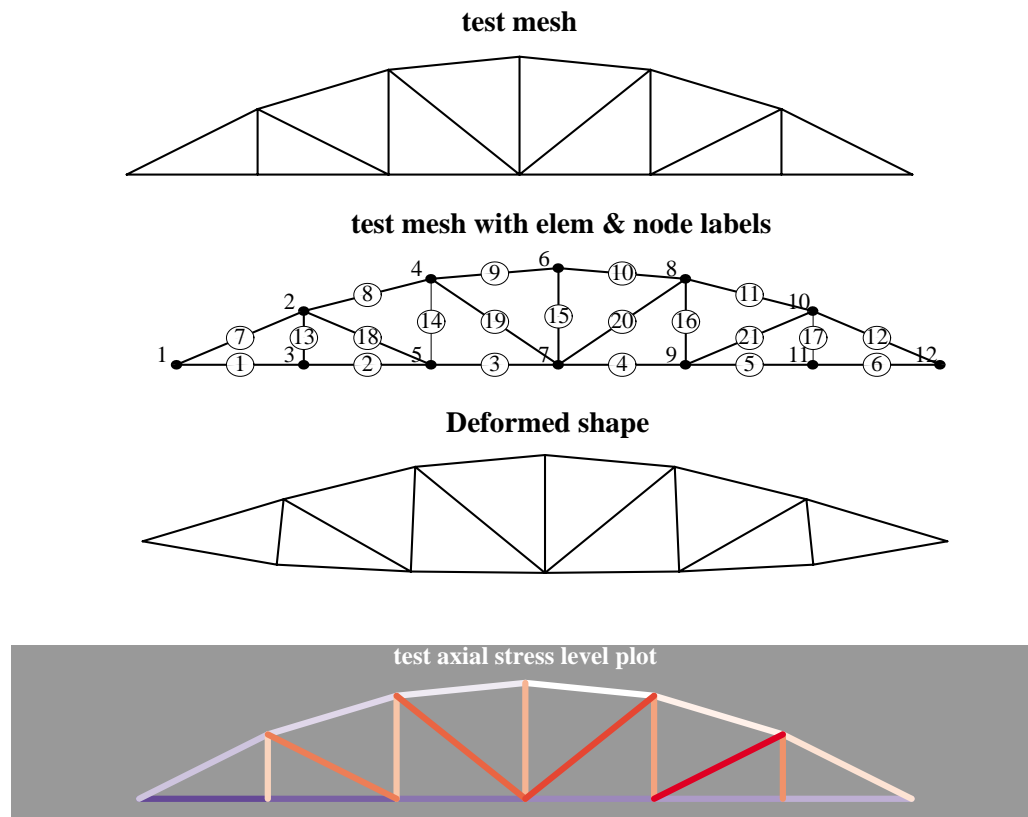 test mesh
test mesh with elem & node labels
6
4 9 10 8
2 8 11 10
7 13 18 14 19 15 20 16 21 17 12
1 3 5 7 9 11 12
1 2 3 4 5 6
Deformed shape
test axial stress level plot